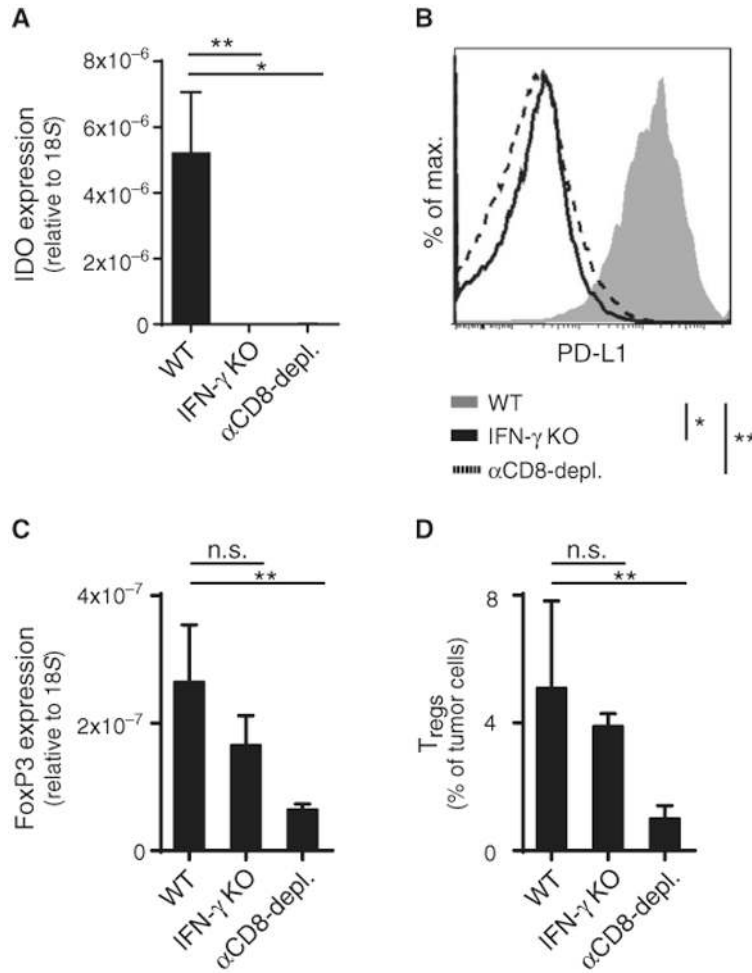 A
**
*
8x10⁻⁶
6x10⁻⁶
4x10⁻⁶
2x10⁻⁶
0
IDO expression
(relative to 18S)
WT
IFN-γ KO
αCD8-depl.
B
% of max.
PD-L1
WT
IFN-γ KO
αCD8-depl.
*
**
C
n.s.
**
4x10⁻⁷
2x10⁻⁷
0
FoxP3 expression
(relative to 18S)
WT
IFN-γ KO
αCD8-depl.
D
n.s.
**
8
4
0
Tregs
(% of tumor cells)
WT
IFN-γ KO
αCD8-depl.